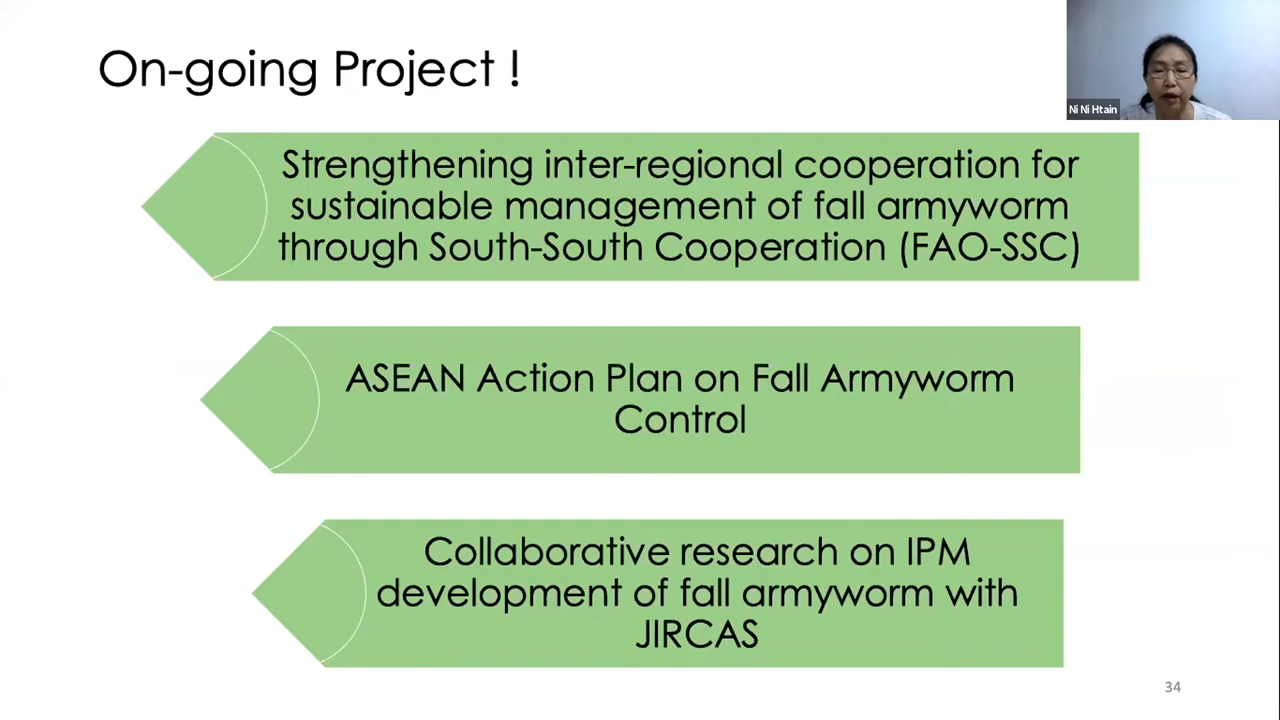 On-going Project !
Ni Ni Htain
Strengthening inter-regional cooperation for
sustainable management of fall armyworm
through South-South Cooperation (FAO-SSC)
ASEAN Action Plan on Fall Armyworm
Control
Collaborative research on IPM
development of fall armyworm with
JIRCAS
34